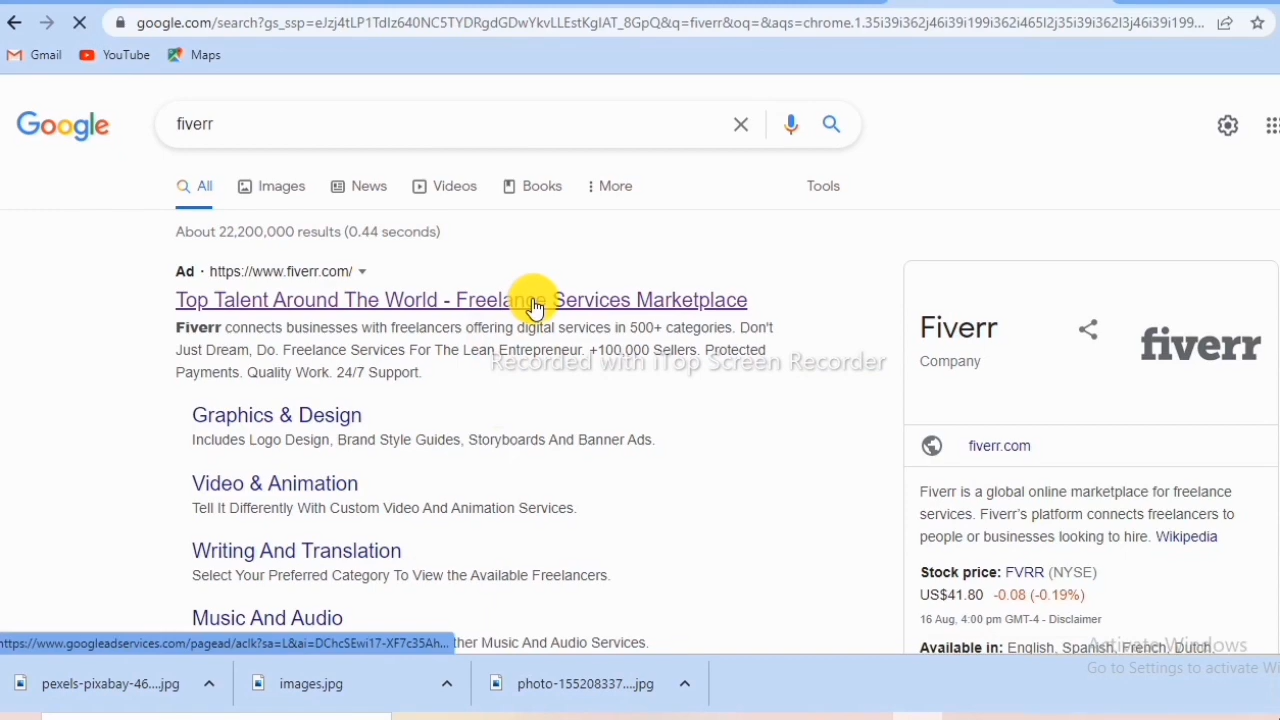 google.com/search?gs_ssp=eJzj4tLP1TdIz640NC5TYDRgdGDwYkvLLEstKgIAT_8GpQ&q=fiverr&oq=&aqs=chrome.1.35i39i362j46i39i199i362i465l2j35i39i362l3j46i39i199...
Gmail YouTube Maps
Google
fiverr
All Images News Videos Books More Tools
About 22,200,000 results (0.44 seconds)
Ad · https://www.fiverr.com/
Top Talent Around The World - Freelance Services Marketplace
Fiverr connects businesses with freelancers offering digital services in 500+ categories. Don't
Just Dream, Do. Freelance Services For The Lean Entrepreneur. +100,000 Sellers. Protected
Payments. Quality Work. 24/7 Support.
Recorded with iTop Screen Recorder
Graphics & Design
Includes Logo Design, Brand Style Guides, Storyboards And Banner Ads.
Video & Animation
Tell It Differently With Custom Video And Animation Services.
Writing And Translation
Select Your Preferred Category To View the Available Freelancers.
Music And Audio
ther Music And Audio Services.
Fiverr
Company
fiverr
fiverr.com
Fiverr is a global online marketplace for freelance
services. Fiverr's platform connects freelancers to
people or businesses looking to hire. Wikipedia
Stock price: FVRR (NYSE)
US$41.80 -0.08 (-0.19%)
16 Aug, 4:00 pm GMT-4 - Disclaimer
Available in: English, Spanish, French, Dutch,
Activate Windows
Go to Settings to activate Wi
https://www.googleadservices.com/pagead/aclk?sa=L&ai=DChcSEwi17-XF7c35Ah...
pexels-pixabay-46....jpg
images.jpg
photo-155208337....jpg